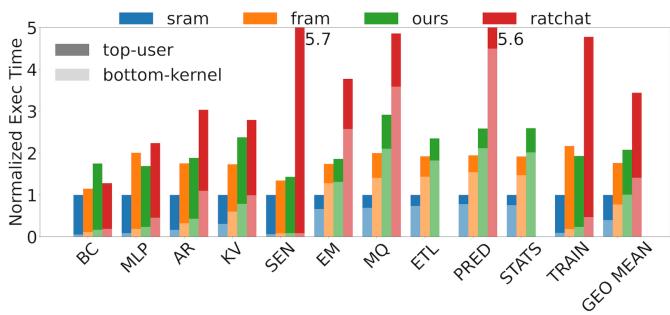 sram fram ours ratchat
5 5.7 5.6
top-user
4
bottom-kernel
3
2
1
0
Normalized Exec Time
BC MLP AR KV SEN EM MQ ETL PRED STATS TRAIN GEO MEAN